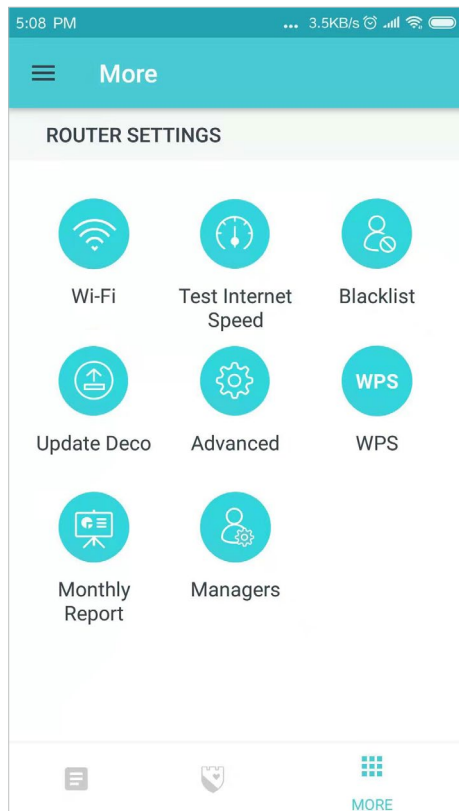 5:08 PM ... 3.5KB/s
More
ROUTER SETTINGS
Wi-Fi
Test Internet
Speed
Blacklist
Update Deco
Advanced
WPS
WPS
Monthly
Report
Managers
MORE